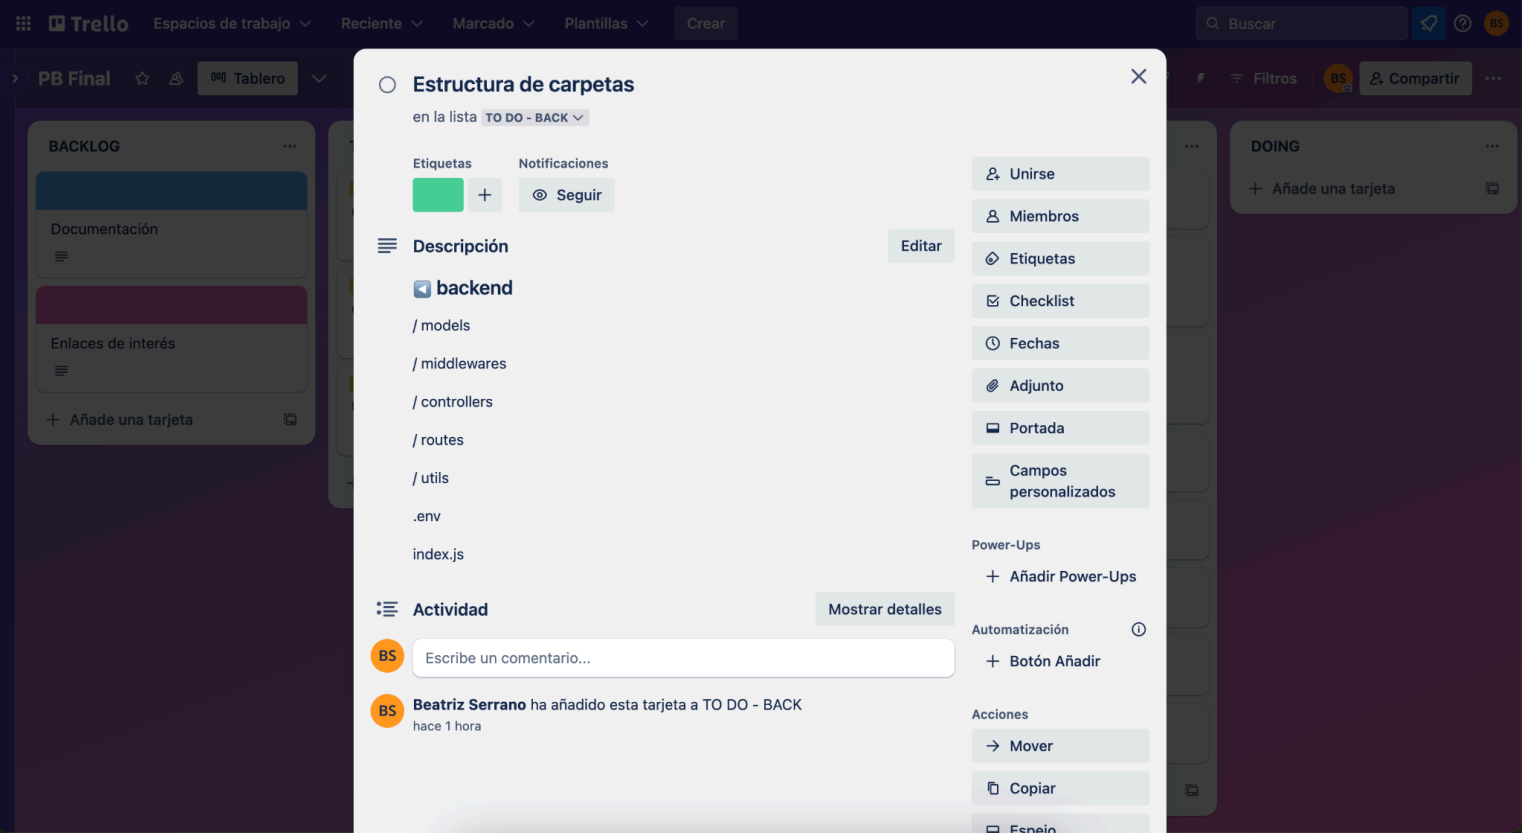 Trello
Espacios de trabajo
Reciente
Marcado
Plantillas
Crear
Buscar
BS
PB Final
Tablero
Filtros
BS
Compartir
BACKLOG
Documentación
Enlaces de interés
Añade una tarjeta
DOING
Añade una tarjeta
Estructura de carpetas
en la lista TO DO - BACK
Etiquetas
Notificaciones
Seguir
Descripción
Editar
backend
/ models
/ middlewares
/ controllers
/ routes
/ utils
.env
index.js
Actividad
Mostrar detalles
BS
Escribe un comentario...
BS
Beatriz Serrano ha añadido esta tarjeta a TO DO - BACK
hace 1 hora
Unirse
Miembros
Etiquetas
Checklist
Fechas
Adjunto
Portada
Campos
personalizados
Power-Ups
Añadir Power-Ups
Automatización
Botón Añadir
Acciones
Mover
Copiar
Espejo